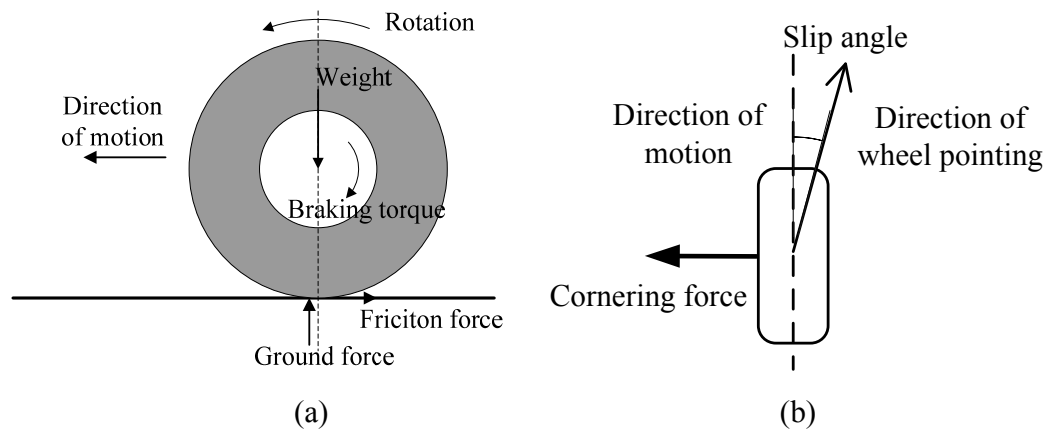 Rotation
Weight
Direction
of motion
Braking torque
Friciton force
Ground force
(a)
Slip angle
Direction of
motion
Direction of
wheel pointing
Cornering force
(b)